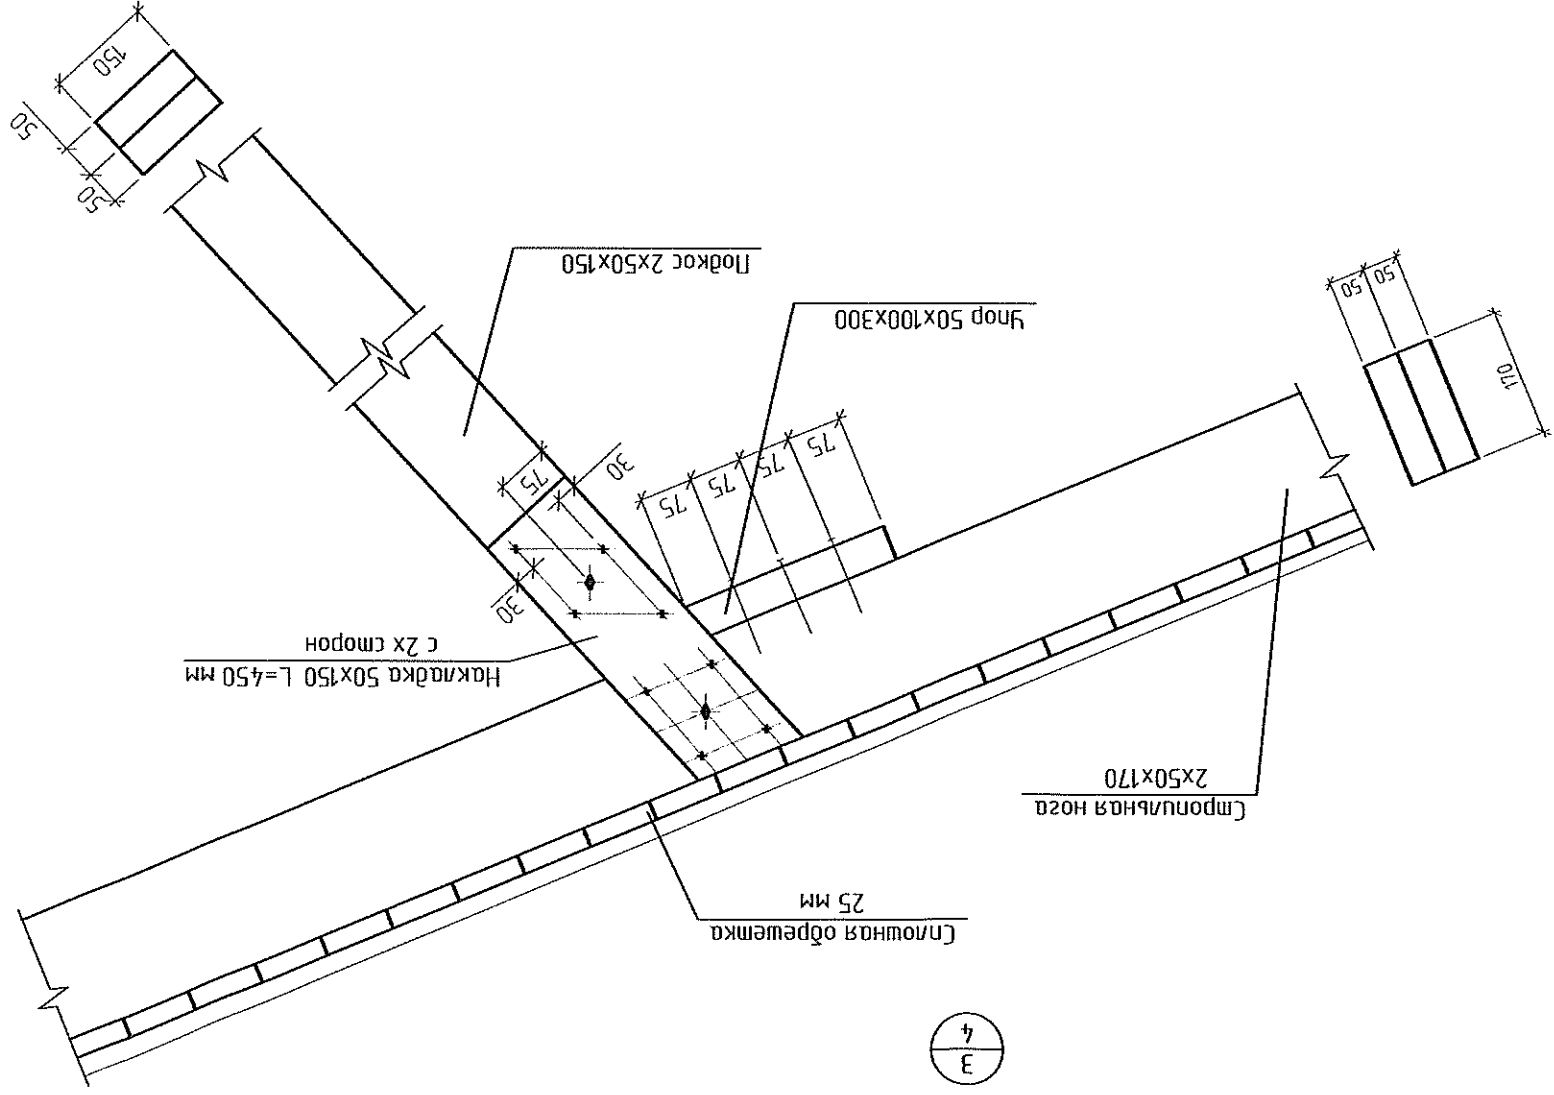 3
4
Сплошная обрешетка
25 мм
Стропильная нога
2х50х170
Накладка 50х150 L=450 мм
с 2х сторон
30
75
30
75
75
75
75
Упор 50х100х300
170
50
50
Подкос 2х50х150
50
50
150